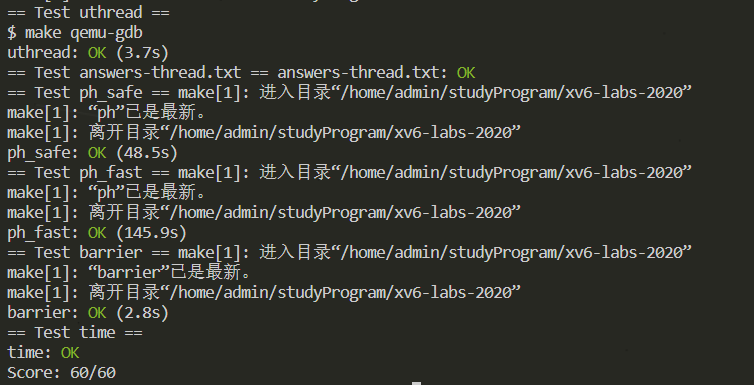 == Test uthread ==
$ make qemu-gdb
uthread: OK (3.7s)
== Test answers-thread.txt == answers-thread.txt: OK
== Test ph_safe == make[1]: 进入目录“/home/admin/studyProgram/xv6-labs-2020”
make[1]: “ph”已是最新。
make[1]: 离开目录“/home/admin/studyProgram/xv6-labs-2020”
ph_safe: OK (48.5s)
== Test ph_fast == make[1]: 进入目录“/home/admin/studyProgram/xv6-labs-2020”
make[1]: “ph”已是最新。
make[1]: 离开目录“/home/admin/studyProgram/xv6-labs-2020”
ph_fast: OK (145.9s)
== Test barrier == make[1]: 进入目录“/home/admin/studyProgram/xv6-labs-2020”
make[1]: “barrier”已是最新。
make[1]: 离开目录“/home/admin/studyProgram/xv6-labs-2020”
barrier: OK (2.8s)
== Test time ==
time: OK
Score: 60/60